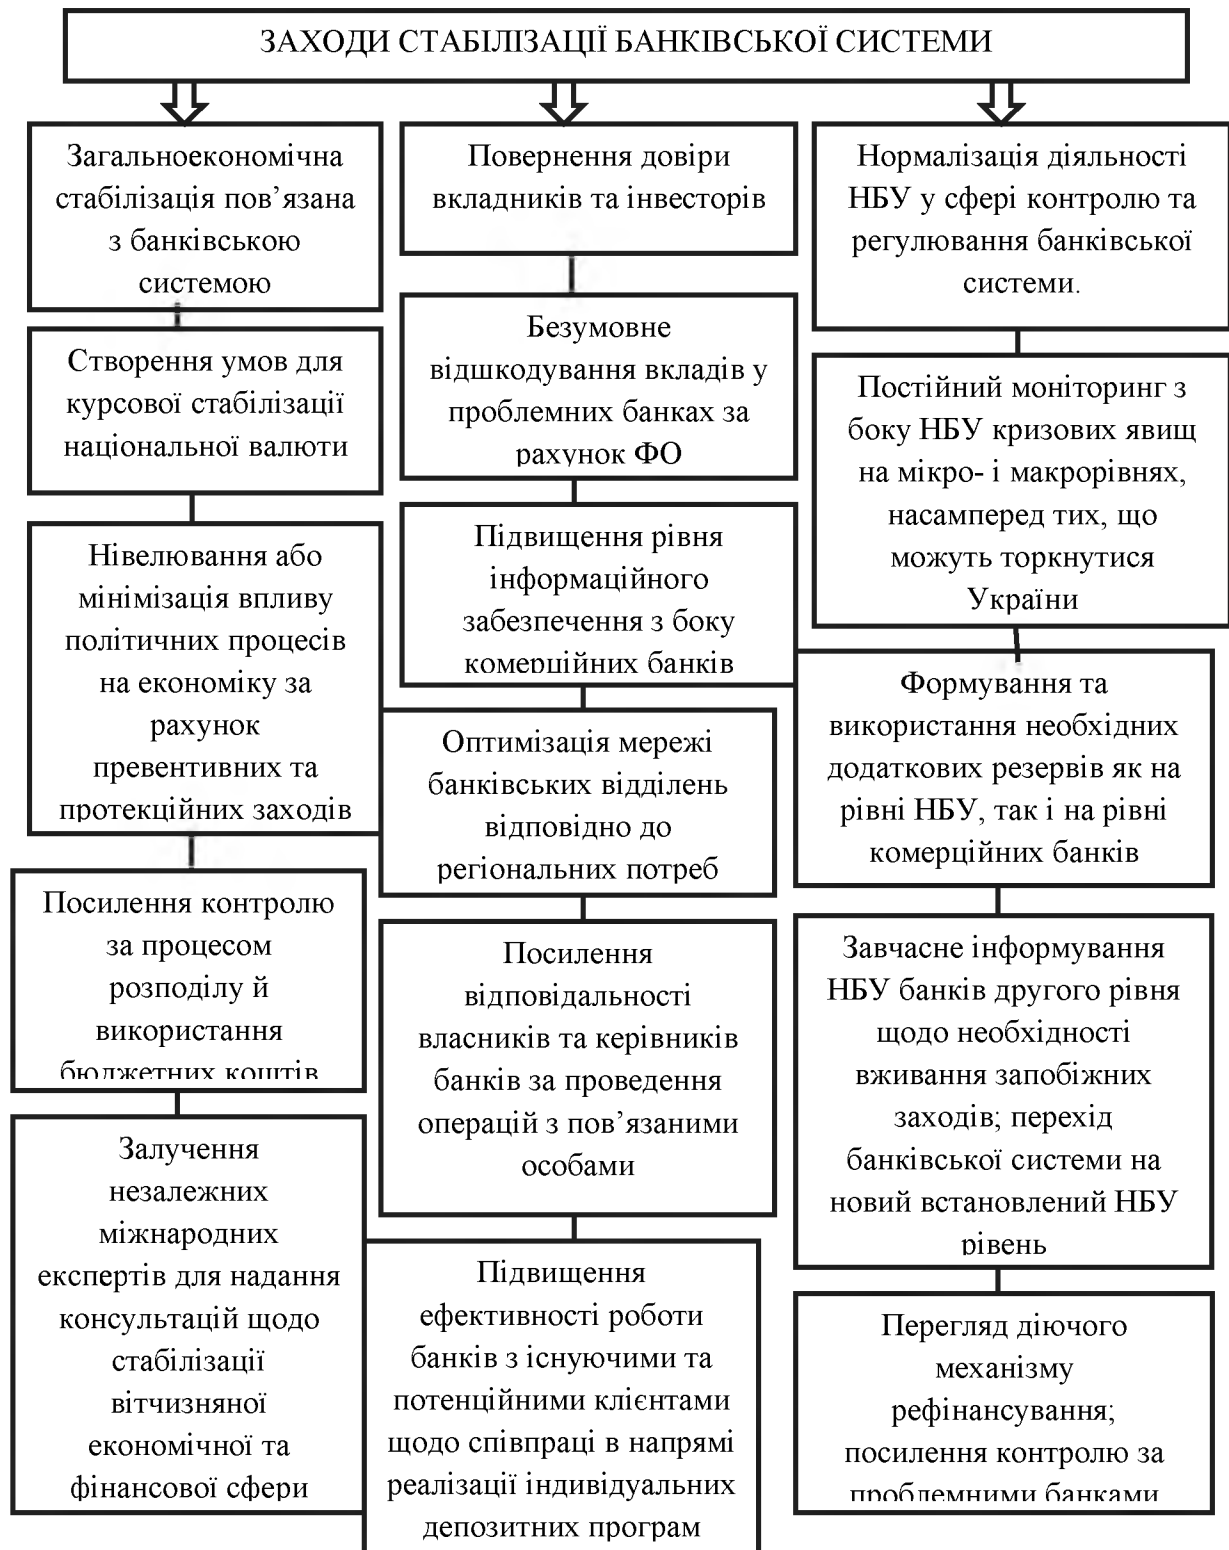 ЗАХОДИ СТАБІЛІЗАЦІЇ БАНКІВСЬКОЇ СИСТЕМИ
Загальноекономічна
стабілізація пов’язана
з банківською
системою
Створення умов для
курсової стабілізації
національної валюти
Нівелювання або
мінімізація впливу
політичних процесів
на економіку за
рахунок
превентивних та
протекційних заходів
Посилення контролю
за процесом
розподілу й
використання
бюджетних коштів
Залучення
незалежних
міжнародних
експертів для надання
консультацій щодо
стабілізації
вітчизняної
економічної та
фінансової сфери
Повернення довіри
вкладників та інвесторів
Безумовне
відшкодування вкладів у
проблемних банках за
рахунок ФО
Підвищення рівня
інформаційного
забезпечення з боку
комерційних банків
Оптимізація мережі
банківських відділень
відповідно до
регіональних потреб
Посилення
відповідальності
власників та керівників
банків за проведення
операцій з пов’язаними
особами
Підвищення
ефективності роботи
банків з існуючими та
потенційними клієнтами
щодо співпраці в напрямі
реалізації індивідуальних
депозитних програм
Нормалізація діяльності
НБУ у сфері контролю та
регулювання банківської
системи.
Постійний моніторинг з
боку НБУ кризових явищ
на мікро- і макрорівнях,
насамперед тих, що
можуть торкнутися
України
Формування та
використання необхідних
додаткових резервів як на
рівні НБУ, так і на рівні
комерційних банків
Завчасне інформування
НБУ банків другого рівня
щодо необхідності
вживання запобіжних
заходів; перехід
банківської системи на
новий встановлений НБУ
рівень
Перегляд діючого
механізму
рефінансування;
посилення контролю за
проблемними банками